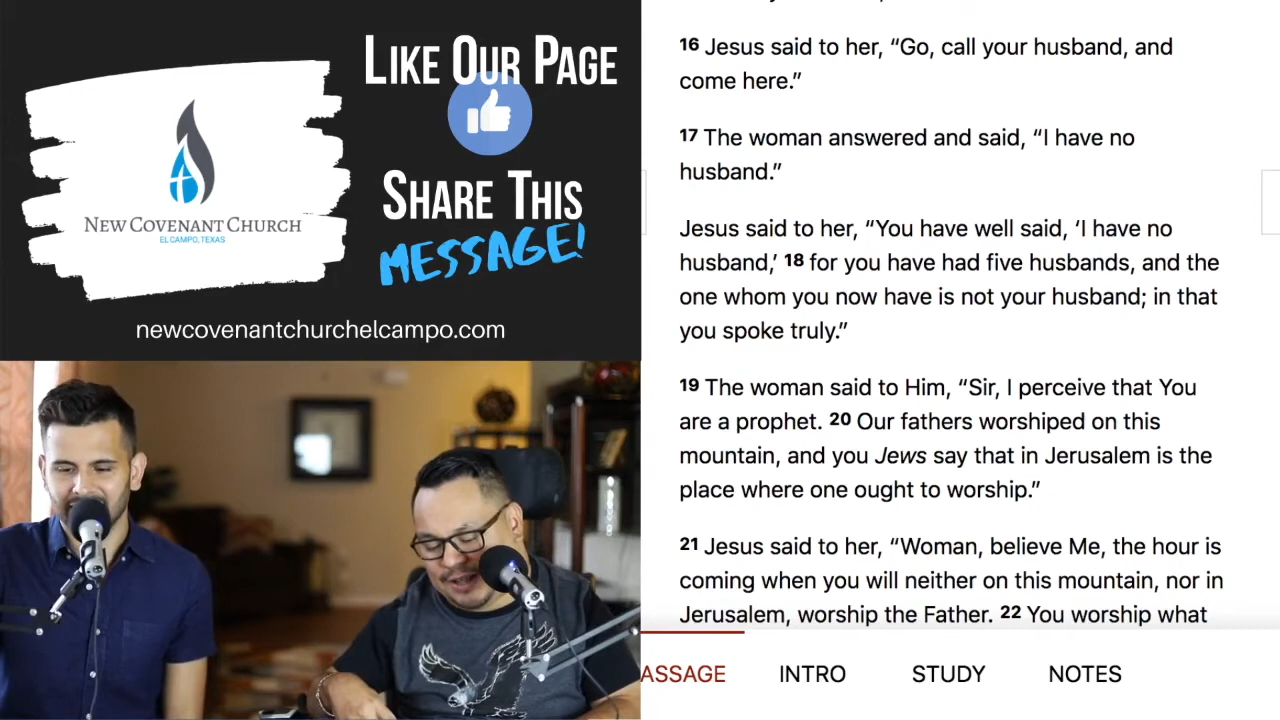 LIKE OUR PAGE
SHARE THIS
MESSAGE!
NEW COVENANT CHURCH
EL CAMPO, TEXAS
newcovenantchurchelcampo.com
16 Jesus said to her, “Go, call your husband, and
come here.”
17 The woman answered and said, “I have no
husband.”
Jesus said to her, “You have well said, ‘I have no
husband,’ 18 for you have had five husbands, and the
one whom you now have is not your husband; in that
you spoke truly.”
19 The woman said to Him, “Sir, I perceive that You
are a prophet. 20 Our fathers worshiped on this
mountain, and you Jews say that in Jerusalem is the
place where one ought to worship.”
21 Jesus said to her, “Woman, believe Me, the hour is
coming when you will neither on this mountain, nor in
Jerusalem, worship the Father. 22 You worship what
ASSAGE INTRO STUDY NOTES